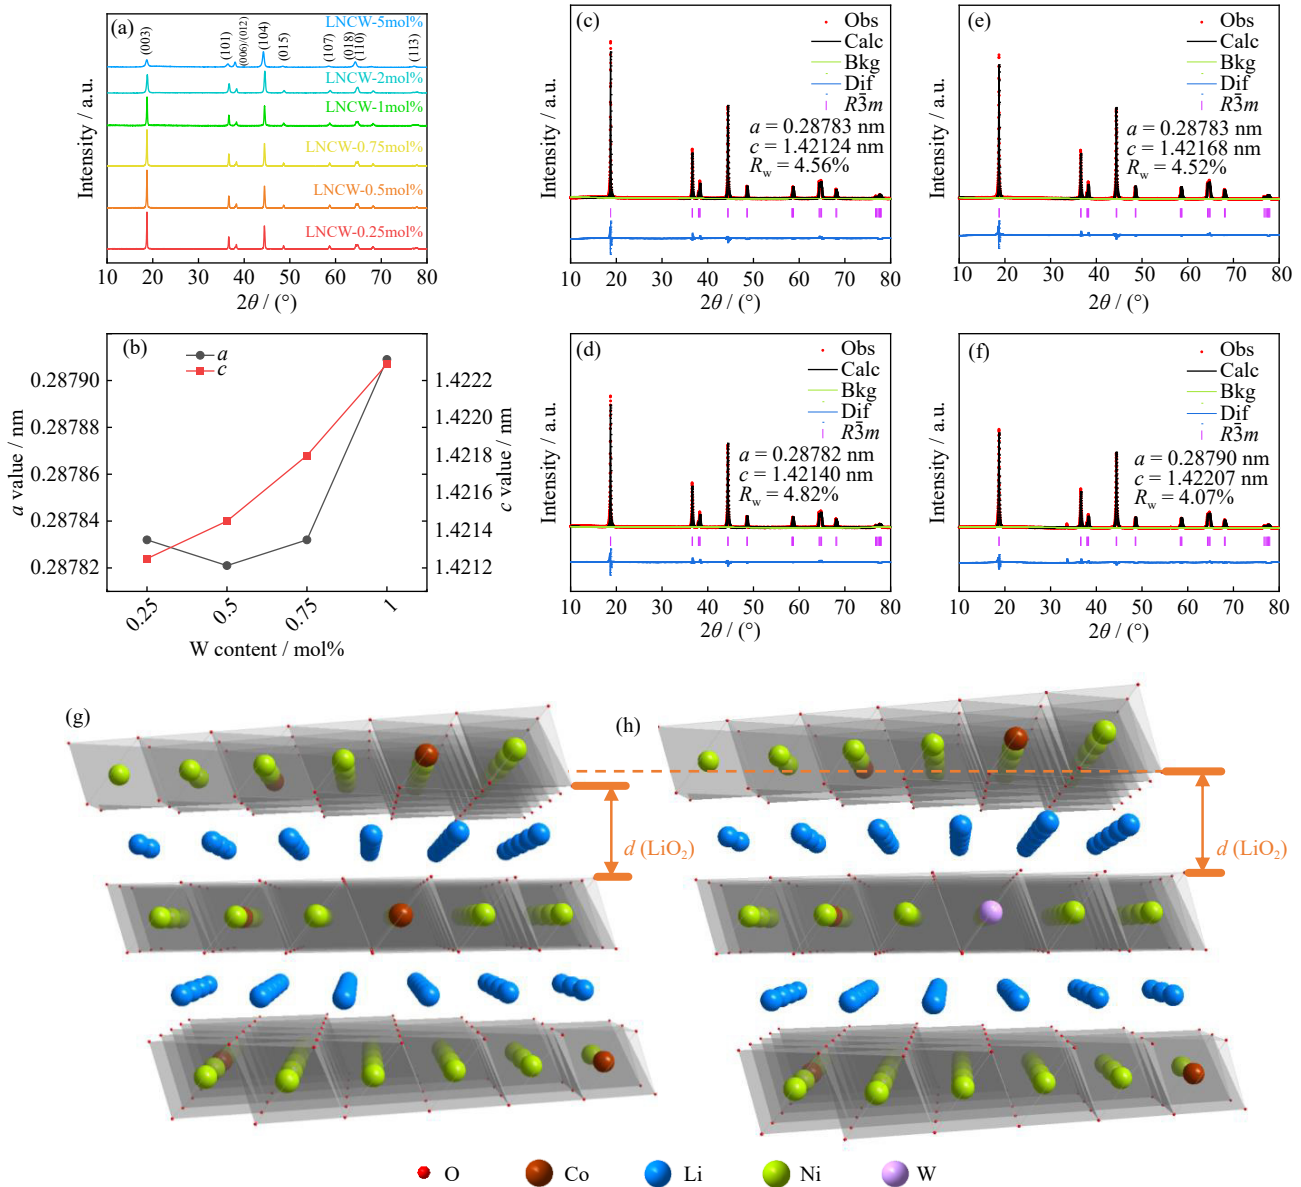 (a)
LNCW-5mol%
(003)
(101)
(006)/(012)
(104)
(015)
(107)
(018)
(110)
(113)
LNCW-2mol%
LNCW-1mol%
LNCW-0.75mol%
LNCW-0.5mol%
LNCW-0.25mol%
Intensity / a.u.
10 20 30 40 50 60 70 80
2θ / (°)
(b)
a
c
0.28790
0.28788
0.28786
0.28784
0.28782
a value / nm
1.4222
1.4220
1.4218
1.4216
1.4214
1.4212
c value / nm
0.25 0.5 0.75 1
W content / mol%
(c)
Obs
Calc
Bkg
Dif
R3̄m
a = 0.28783 nm
c = 1.42124 nm
Rw = 4.56%
Intensity / a.u.
10 20 30 40 50 60 70 80
2θ / (°)
(e)
Obs
Calc
Bkg
Dif
R3̄m
a = 0.28783 nm
c = 1.42168 nm
Rw = 4.52%
Intensity / a.u.
10 20 30 40 50 60 70 80
2θ / (°)
(d)
Obs
Calc
Bkg
Dif
R3̄m
a = 0.28782 nm
c = 1.42140 nm
Rw = 4.82%
Intensity / a.u.
10 20 30 40 50 60 70 80
2θ / (°)
(f)
Obs
Calc
Bkg
Dif
R3̄m
a = 0.28790 nm
c = 1.42207 nm
Rw = 4.07%
Intensity / a.u.
10 20 30 40 50 60 70 80
2θ / (°)
(g)
d (LiO₂)
(h)
d (LiO₂)
O Co Li Ni W